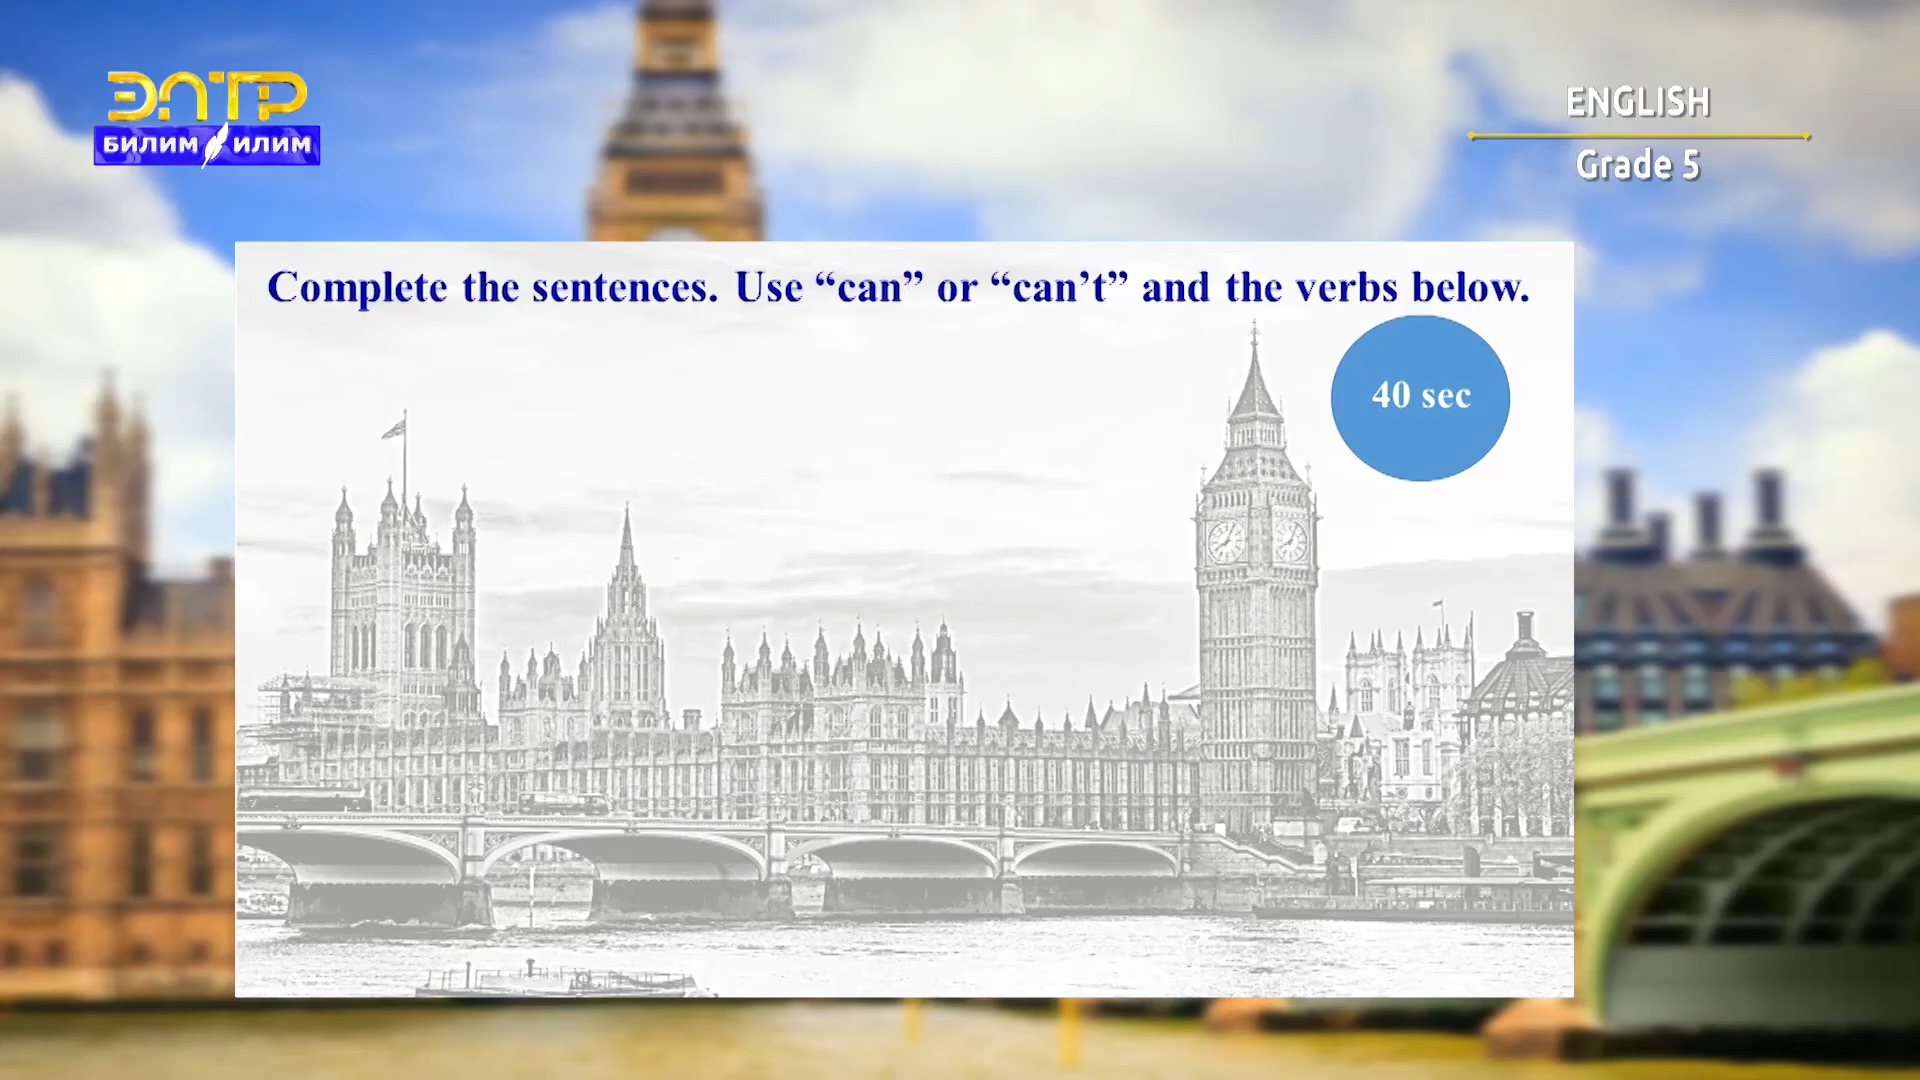 ЭЛТР
БИЛИМ ИЛИМ
ENGLISH
Grade 5
Complete the sentences. Use “can” or “can’t” and the verbs below.
40 sec